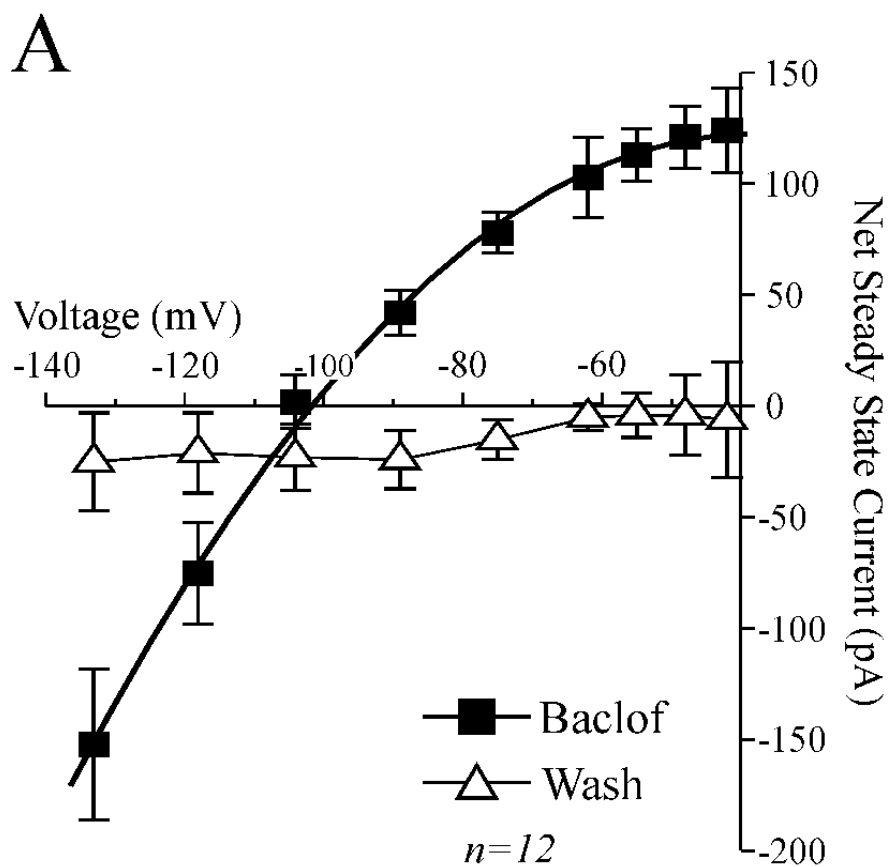 A
150
100
50
Voltage (mV)
-140 -120 -100 -80 -60
0
-50
-100
-150
-200
Net Steady State Current (pA)
Baclof
Wash
n=12